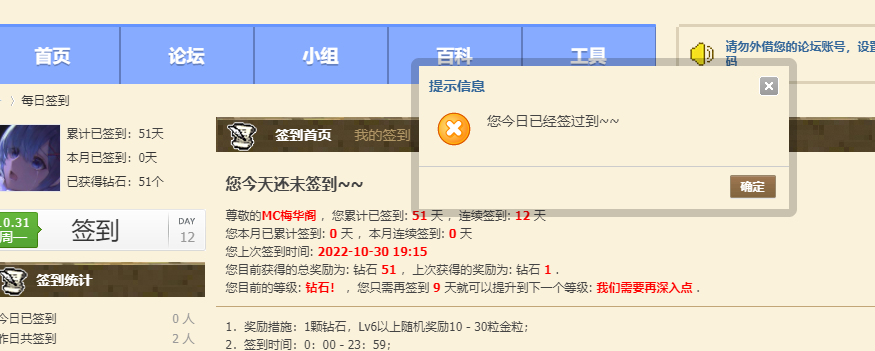 首页 论坛 小组 百科 工具
请勿外借您的论坛账号，设置
码
提示信息
您今日已经签过到~~
确定
〉每日签到
累计已签到：51天
本月已签到：0天
已获得钻石：51个
10.31
周一
签到
DAY
12
签到统计
今日已签到 0 人
昨日共签到 2 人
签到首页 我的签到
您今天还未签到~~
尊敬的MC梅华阁 ，您累计已签到: 51 天 ，连续签到: 12 天
您本月已累计签到: 0 天 ，本月连续签到: 0 天
您上次签到时间: 2022-10-30 19:15
您目前获得的总奖励为: 钻石 51 ，上次获得的奖励为: 钻石 1 .
您目前的等级: 钻石！ ，您只需再签到 9 天就可以提升到下一个等级: 我们需要再深入点 .
1．奖励措施：1颗钻石，Lv6以上随机奖励10 - 30粒金粒;
2．签到时间：0：00 - 23：59；